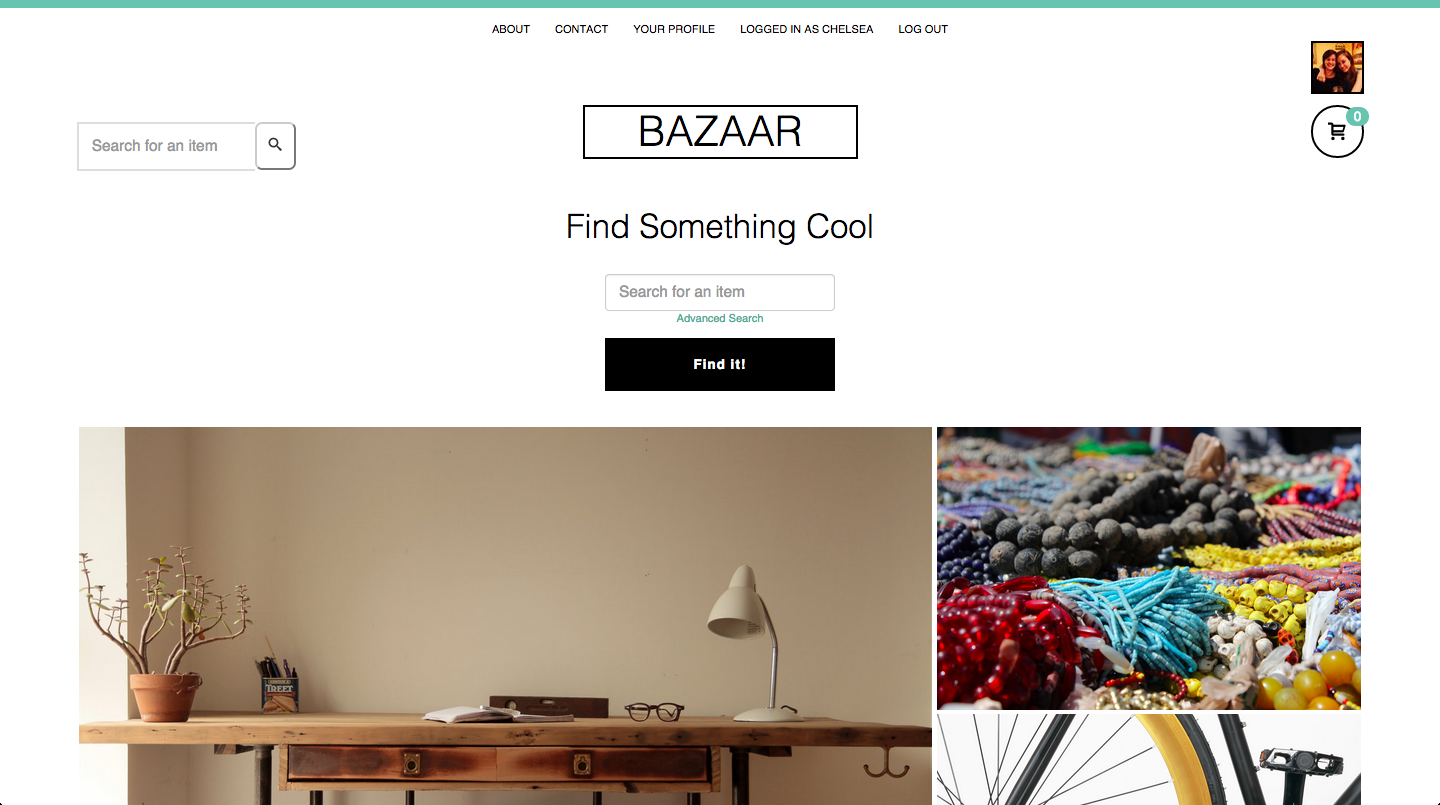 ABOUT CONTACT YOUR PROFILE LOGGED IN AS CHELSEA LOG OUT
0
Search for an item
BAZAAR
Find Something Cool
Search for an item
Advanced Search
Find it!
TREET